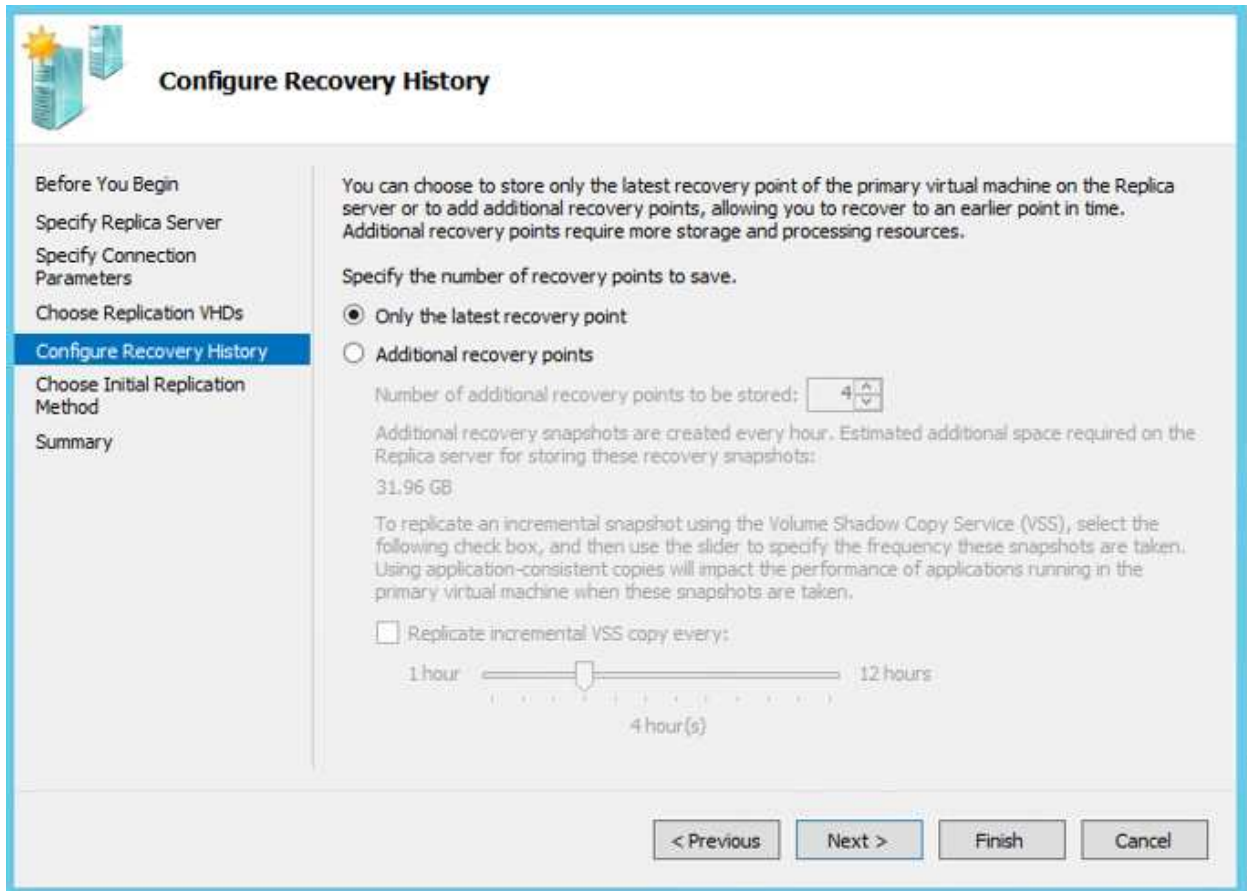 Configure Recovery History
Before You Begin
Specify Replica Server
Specify Connection
Parameters
Choose Replication VHDs
Configure Recovery History
Choose Initial Replication
Method
Summary
You can choose to store only the latest recovery point of the primary virtual machine on the Replica
server or to add additional recovery points, allowing you to recover to an earlier point in time.
Additional recovery points require more storage and processing resources.
Specify the number of recovery points to save.
Only the latest recovery point
Additional recovery points
Number of additional recovery points to be stored: 4
Additional recovery snapshots are created every hour. Estimated additional space required on the
Replica server for storing these recovery snapshots:
31.96 GB
To replicate an incremental snapshot using the Volume Shadow Copy Service (VSS), select the
following check box, and then use the slider to specify the frequency these snapshots are taken.
Using application-consistent copies will impact the performance of applications running in the
primary virtual machine when these snapshots are taken.
Replicate incremental VSS copy every:
1 hour 12 hours
4 hour(s)
< Previous Next > Finish Cancel